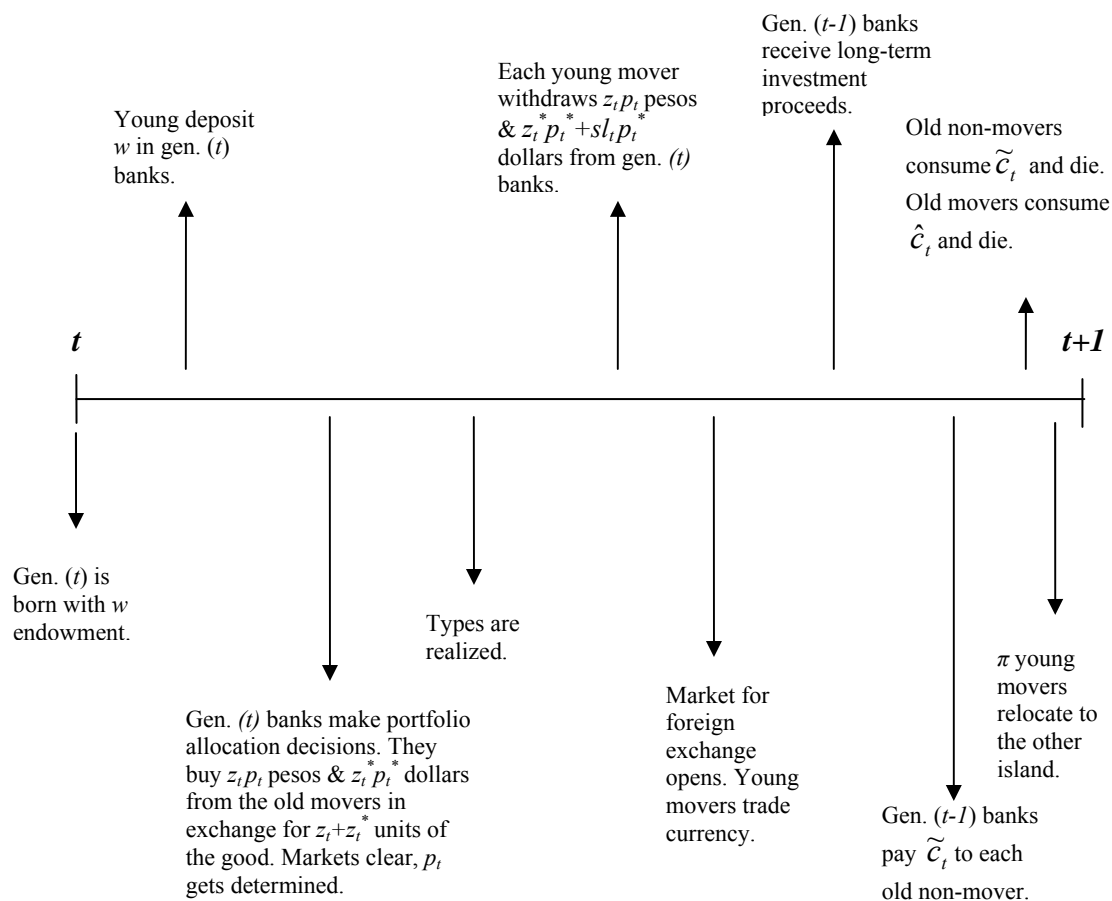 Gen. (t-1) banks
receive long-term
investment
proceeds.
Each young mover
withdraws z_t p_t pesos
& z_t^* p_t^* + sl_t p_t^*
dollars from gen. (t)
banks.
Young deposit
w in gen. (t)
banks.
Old non-movers
consume c̃_t and die.
Old movers consume
ĉ_t and die.
t
t+1
Gen. (t) is
born with w
endowment.
Gen. (t) banks make portfolio
allocation decisions. They
buy z_t p_t pesos & z_t^* p_t^* dollars
from the old movers in
exchange for z_t+z_t^* units of
the good. Markets clear, p_t
gets determined.
Types are
realized.
Market for
foreign
exchange
opens. Young
movers trade
currency.
Gen. (t-1) banks
pay c̃_t to each
old non-mover.
π young
movers
relocate to
the other
island.